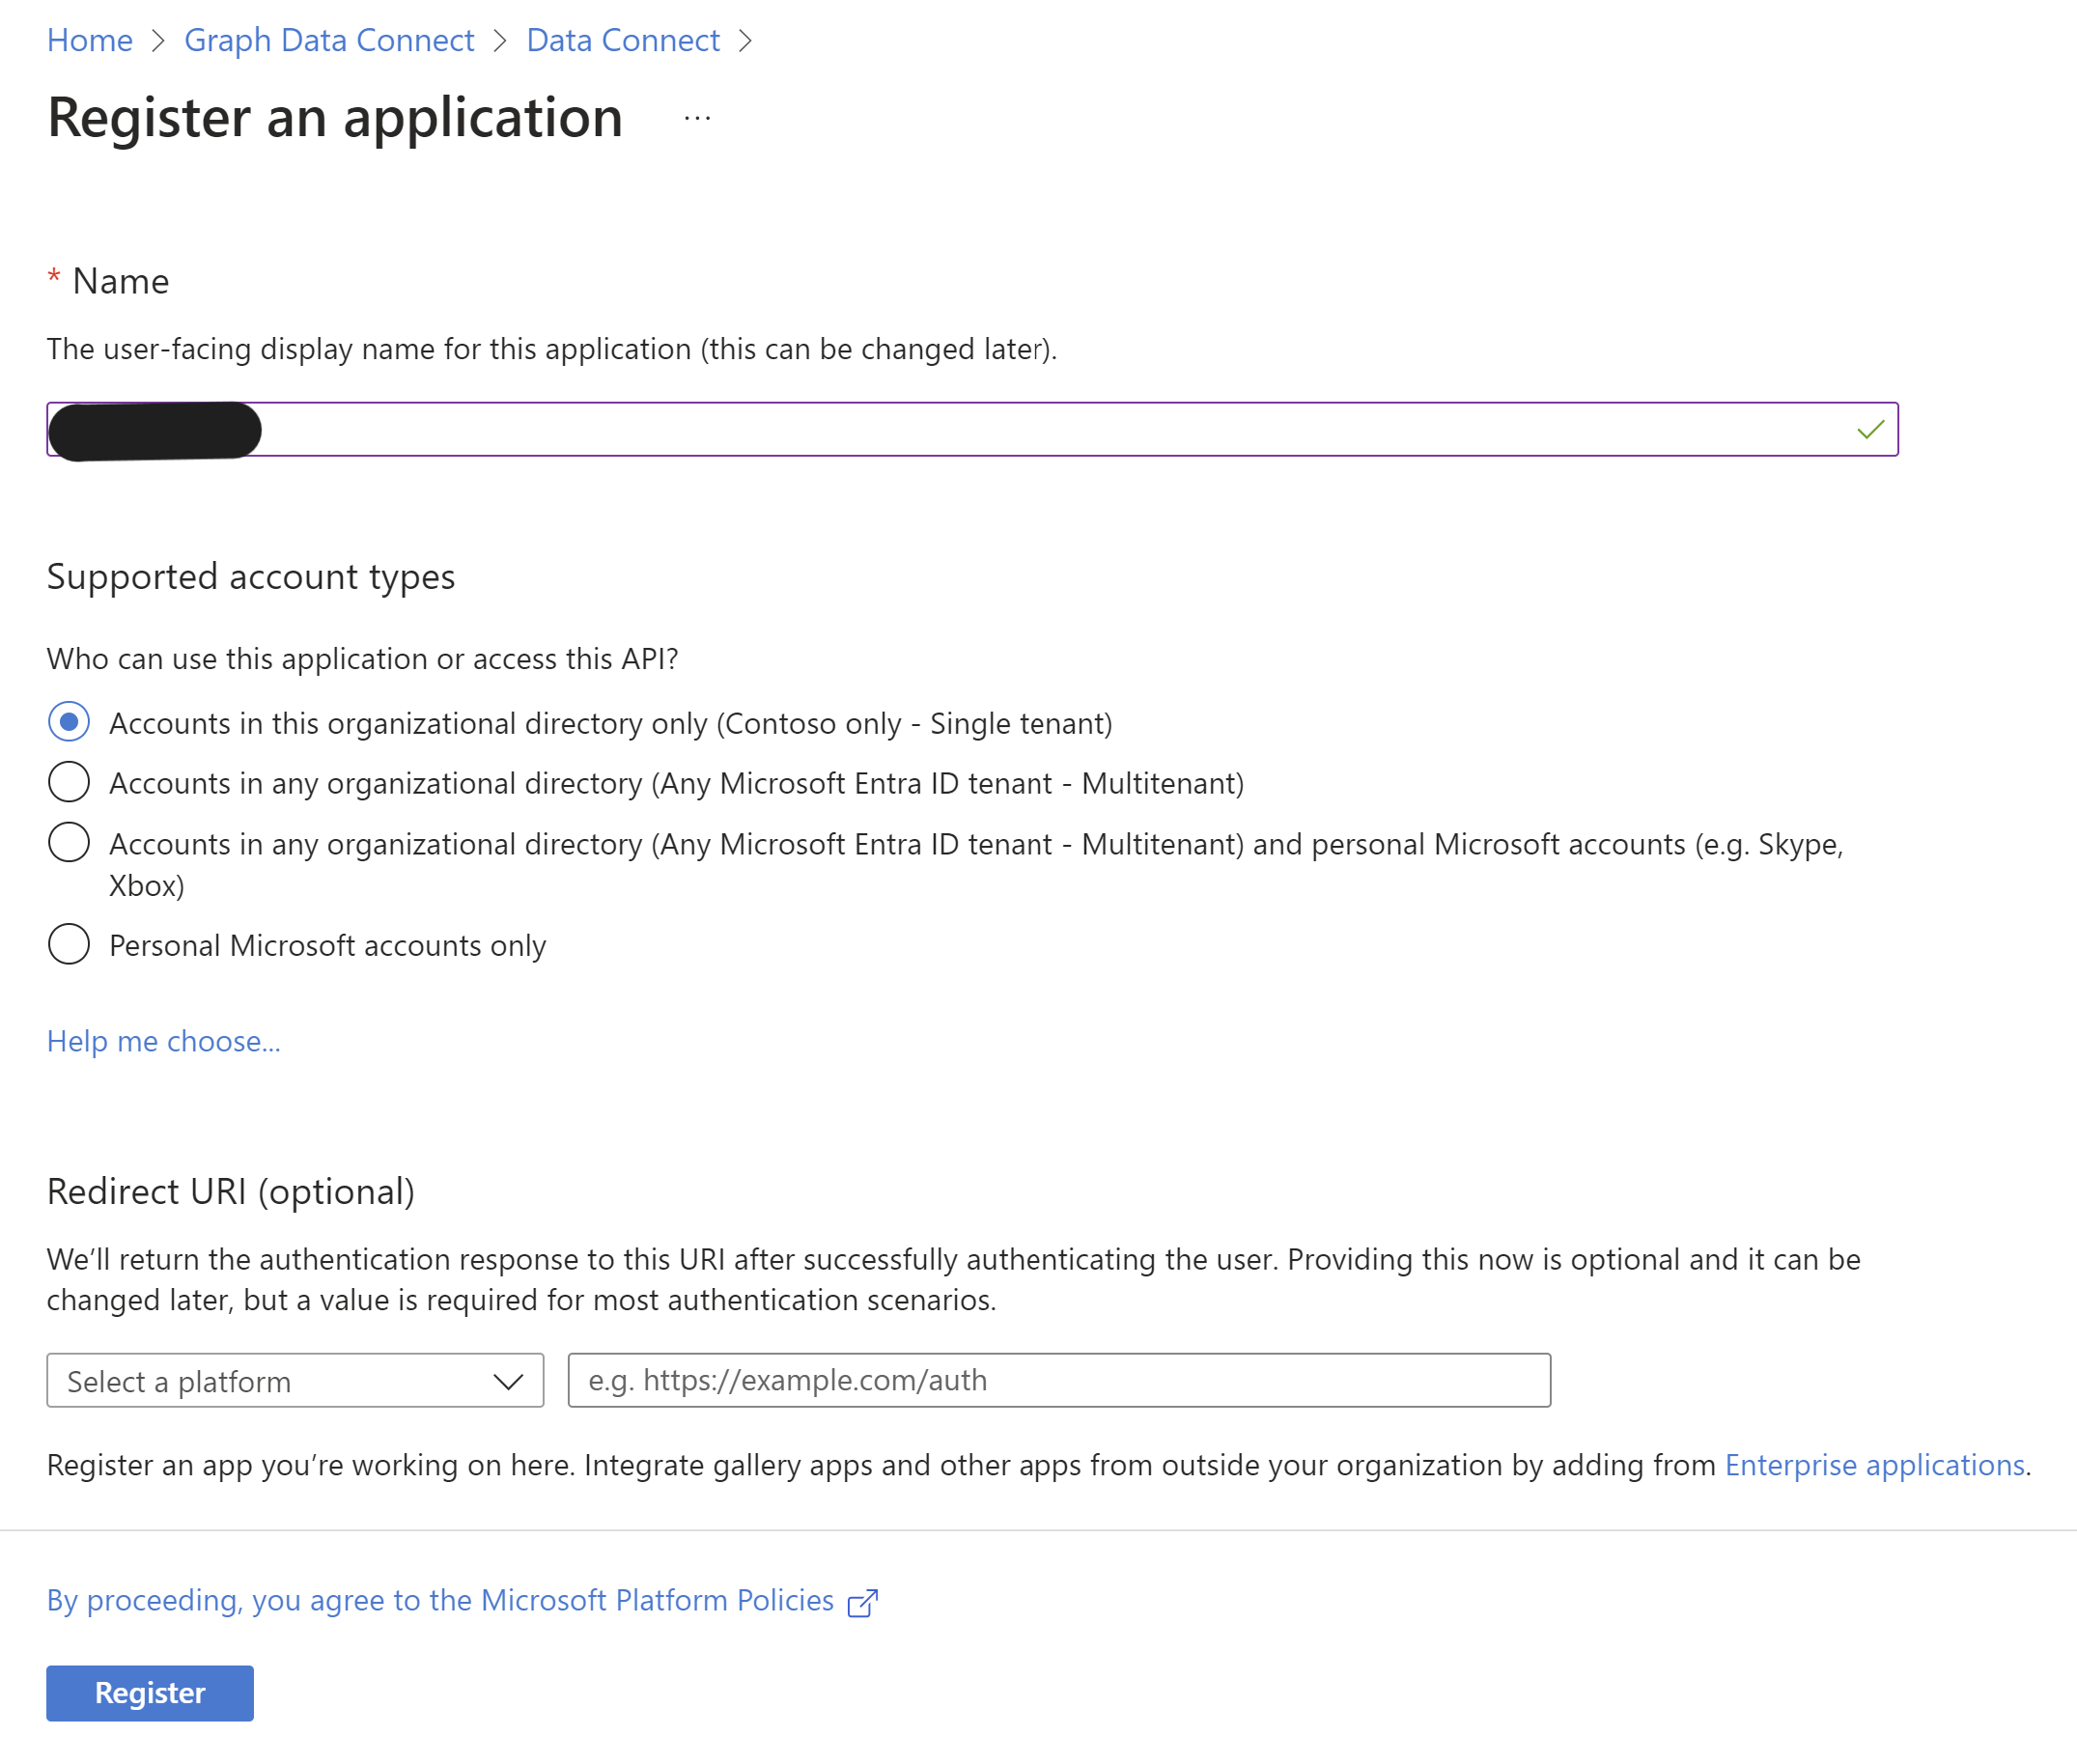 Home > Graph Data Connect > Data Connect >
Register an application ...
* Name
The user-facing display name for this application (this can be changed later).
Supported account types
Who can use this application or access this API?
Accounts in this organizational directory only (Contoso only - Single tenant)
Accounts in any organizational directory (Any Microsoft Entra ID tenant - Multitenant)
Accounts in any organizational directory (Any Microsoft Entra ID tenant - Multitenant) and personal Microsoft accounts (e.g. Skype,
Xbox)
Personal Microsoft accounts only
Help me choose...
Redirect URI (optional)
We’ll return the authentication response to this URI after successfully authenticating the user. Providing this now is optional and it can be
changed later, but a value is required for most authentication scenarios.
Select a platform e.g. https://example.com/auth
Register an app you’re working on here. Integrate gallery apps and other apps from outside your organization by adding from Enterprise applications.
By proceeding, you agree to the Microsoft Platform Policies
Register